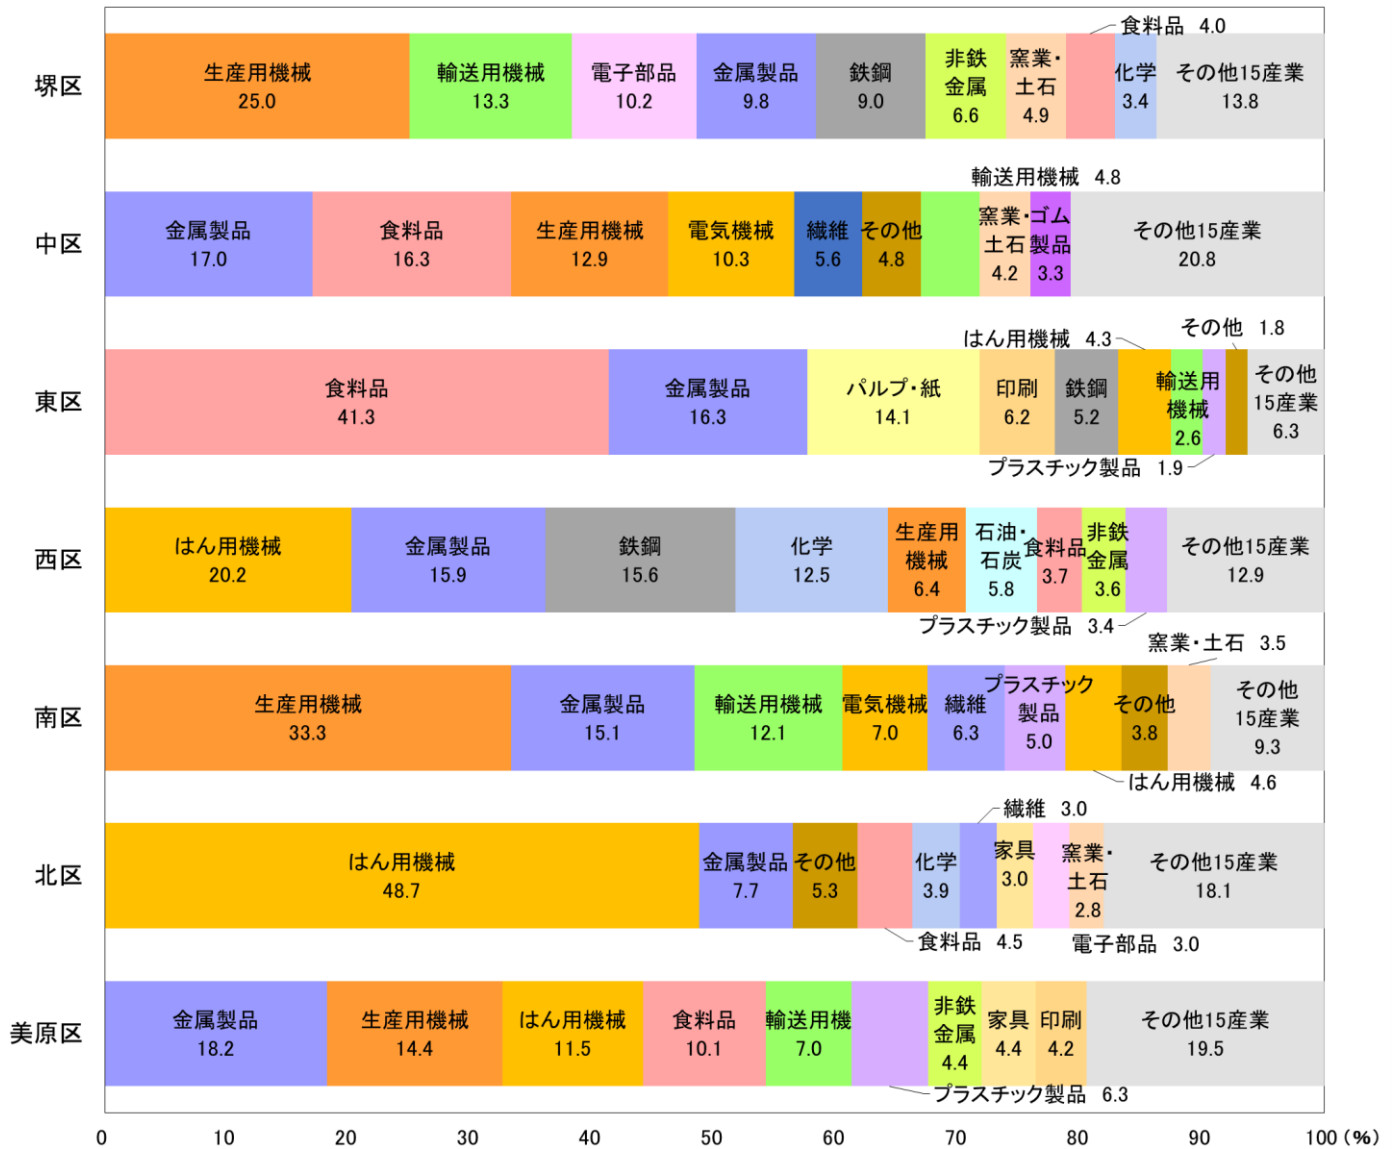 食料品 4.0
堺区
生産用機械
25.0
輸送用機械
13.3
電子部品
10.2
金属製品
9.8
鉄鋼
9.0
非鉄
金属
6.6
窯業・
土石
4.9
化学
3.4
その他15産業
13.8
輸送用機械 4.8
中区
金属製品
17.0
食料品
16.3
生産用機械
12.9
電気機械
10.3
繊維
5.6
その他
4.8
窯業・
土石
4.2
ゴム
製品
3.3
その他15産業
20.8
はん用機械 4.3
その他 1.8
東区
食料品
41.3
金属製品
16.3
パルプ・紙
14.1
印刷
6.2
鉄鋼
5.2
輸送用
機械
2.6
その他
15産業
6.3
プラスチック製品 1.9
西区
はん用機械
20.2
金属製品
15.9
鉄鋼
15.6
化学
12.5
生産用
機械
6.4
石油・
石炭
5.8
食料品
3.7
非鉄
金属
3.6
その他15産業
12.9
プラスチック製品 3.4
窯業・土石 3.5
南区
生産用機械
33.3
金属製品
15.1
輸送用機械
12.1
電気機械
7.0
繊維
6.3
プラスチック
製品
5.0
その他
3.8
その他
15産業
9.3
はん用機械 4.6
繊維 3.0
北区
はん用機械
48.7
金属製品
7.7
その他
5.3
化学
3.9
家具
3.0
窯業・
土石
2.8
その他15産業
18.1
食料品 4.5
電子部品 3.0
美原区
金属製品
18.2
生産用機械
14.4
はん用機械
11.5
食料品
10.1
輸送用機
7.0
非鉄
金属
4.4
家具
4.4
印刷
4.2
その他15産業
19.5
プラスチック製品 6.3
0 10 20 30 40 50 60 70 80 90 100 (%)